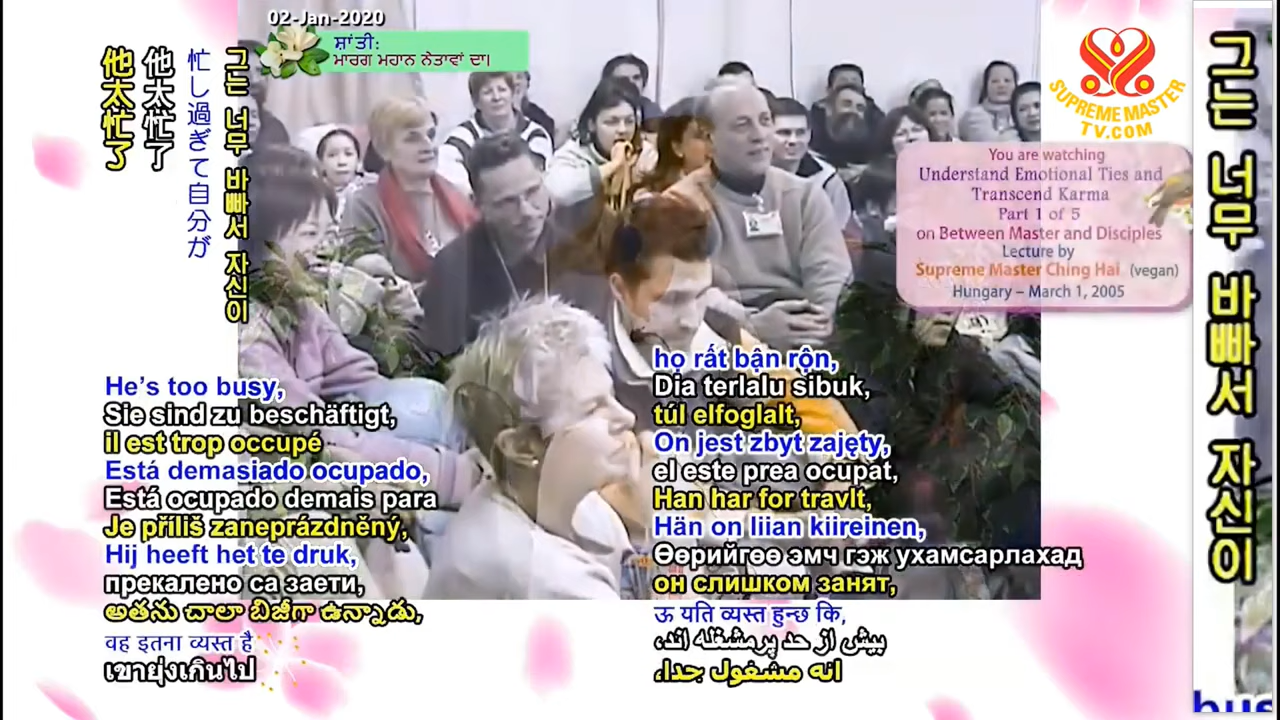 02-Jan-2020
ਸ਼ਾਂਤੀ:
ਮਾਰਗ ਮਹਾਨ ਨੇਤਾਵਾਂ ਦਾ।
SUPREME MASTER
TV.COM
You are watching
Understand Emotional Ties and
Transcend Karma
Part 1 of 5
on Between Master and Disciples
Lecture by
Supreme Master Ching Hai (vegan)
Hungary – March 1, 2005
他太忙了
他太忙了
忙し過ぎて自分が
그는 너무 바빠서 자신이
He's too busy,
Sie sind zu beschäftigt,
il est trop occupé
Está demasiado ocupado,
Está ocupado demais para
Je příliš zaneprázdněný,
Hij heeft het te druk,
прекалено са заети,
అతను చాలా బిజీగా ఉన్నాడు,
वह इतना व्यस्त है
เขายุ่งเกินไป
họ rất bận rộn,
Dia terlalu sibuk,
túl elfoglalt,
On jest zbyt zajęty,
el este prea ocupat,
Han har for travlt,
Hän on liian kiireinen,
Өөрийгөө эмч гэж ухамсарлахад
он слишком занят,
ऊ यति व्यस्त हुन्छ कि,
بیش از حد پرمشغله اند،
انه مشغول جدا،
그는 너무 바빠서 자신이
bus